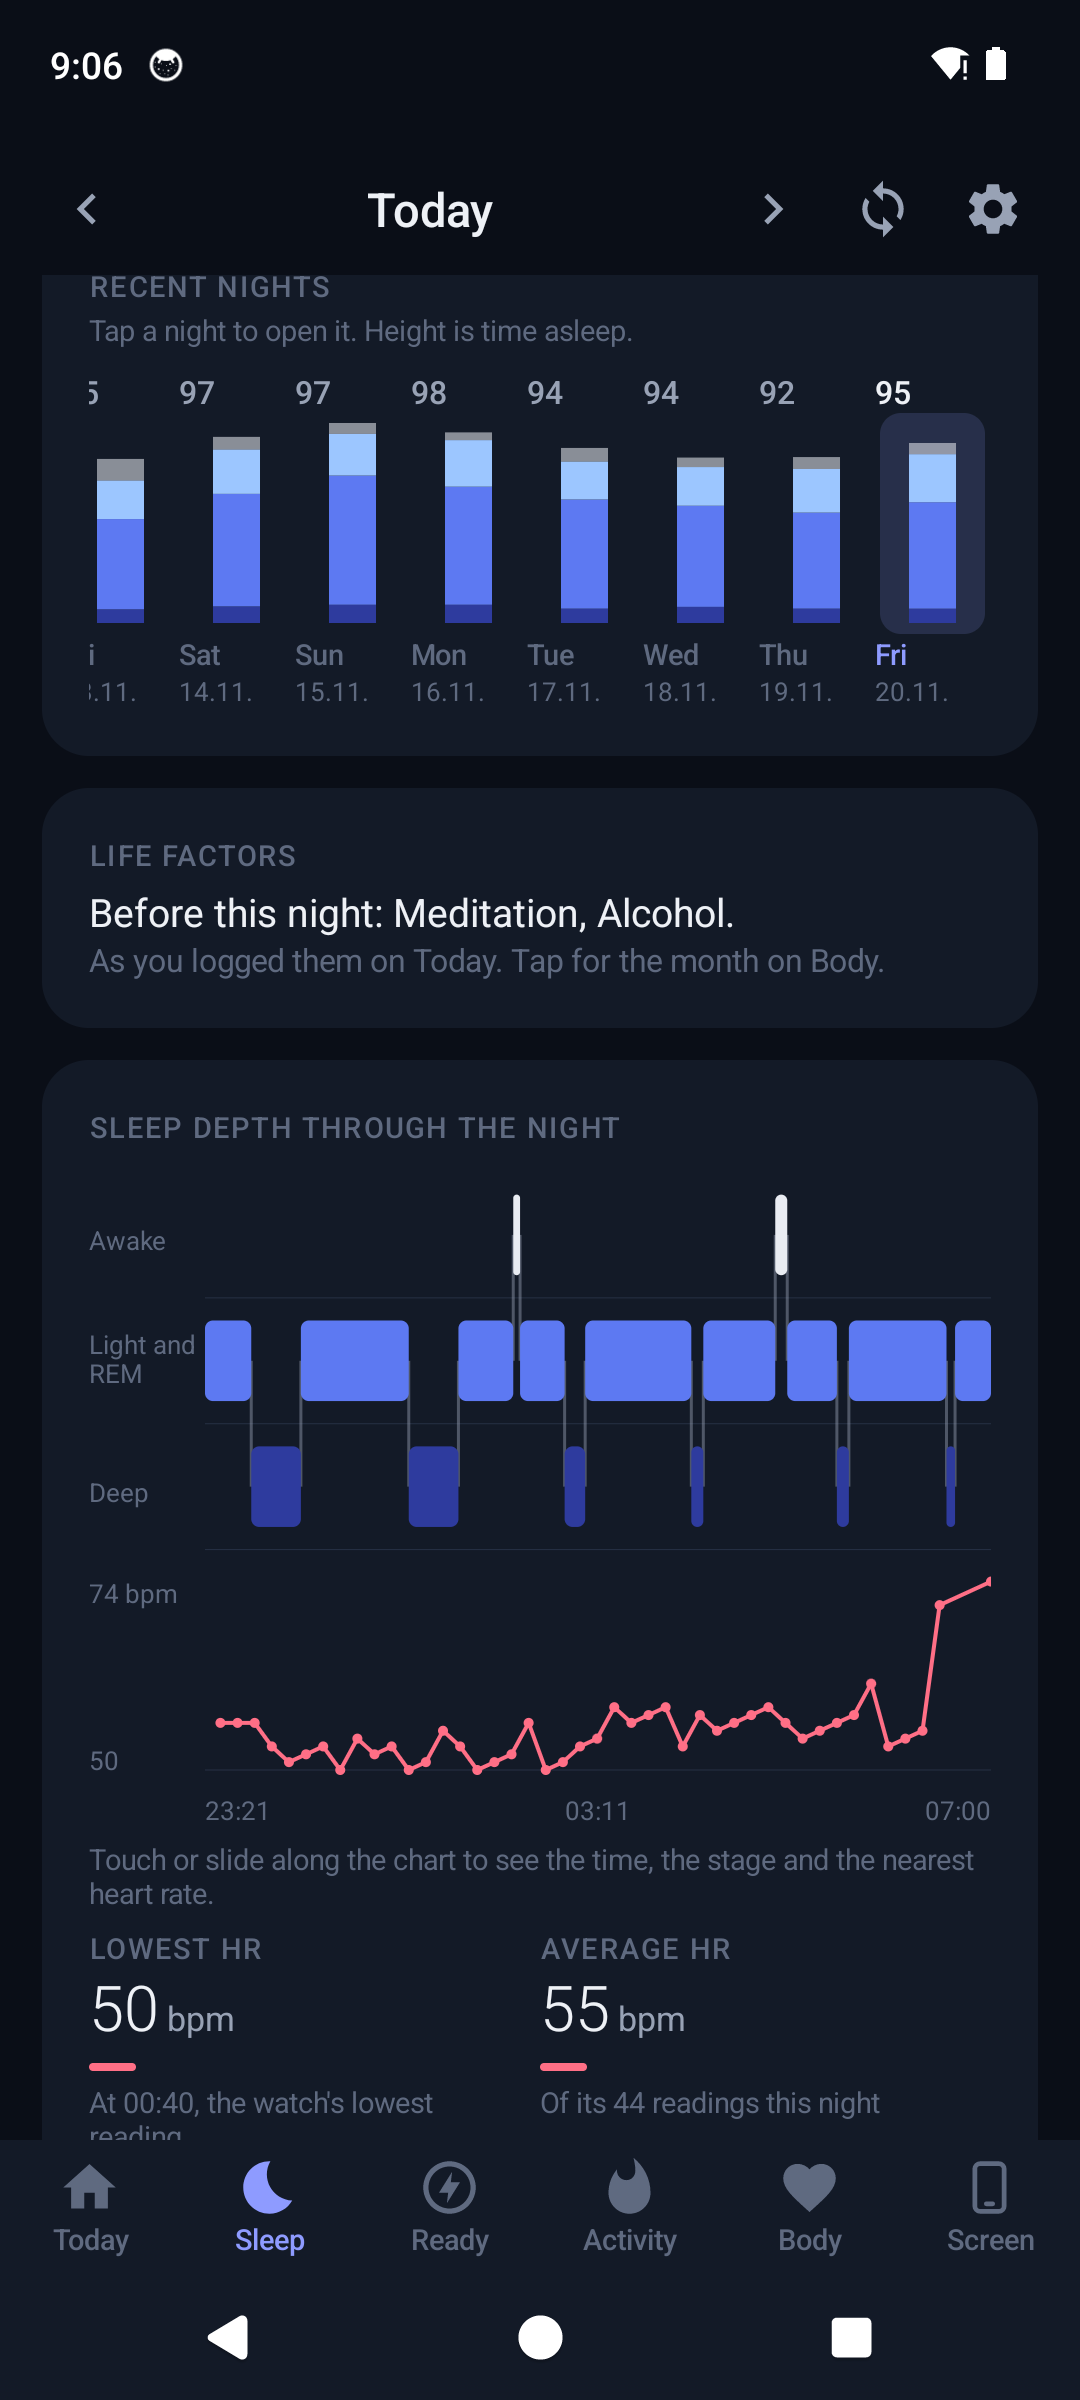 9:06
Today
RECENT NIGHTS
Tap a night to open it. Height is time asleep.
97 97 98 94 94 92 95
Sat Sun Mon Tue Wed Thu Fri
14.11. 15.11. 16.11. 17.11. 18.11. 19.11. 20.11.
LIFE FACTORS
Before this night: Meditation, Alcohol.
As you logged them on Today. Tap for the month on Body.
SLEEP DEPTH THROUGH THE NIGHT
Awake
Light and
REM
Deep
74 bpm
50
23:21 03:11 07:00
Touch or slide along the chart to see the time, the stage and the nearest
heart rate.
LOWEST HR AVERAGE HR
50 bpm 55 bpm
At 00:40, the watch's lowest Of its 44 readings this night
reading
Today Sleep Ready Activity Body Screen